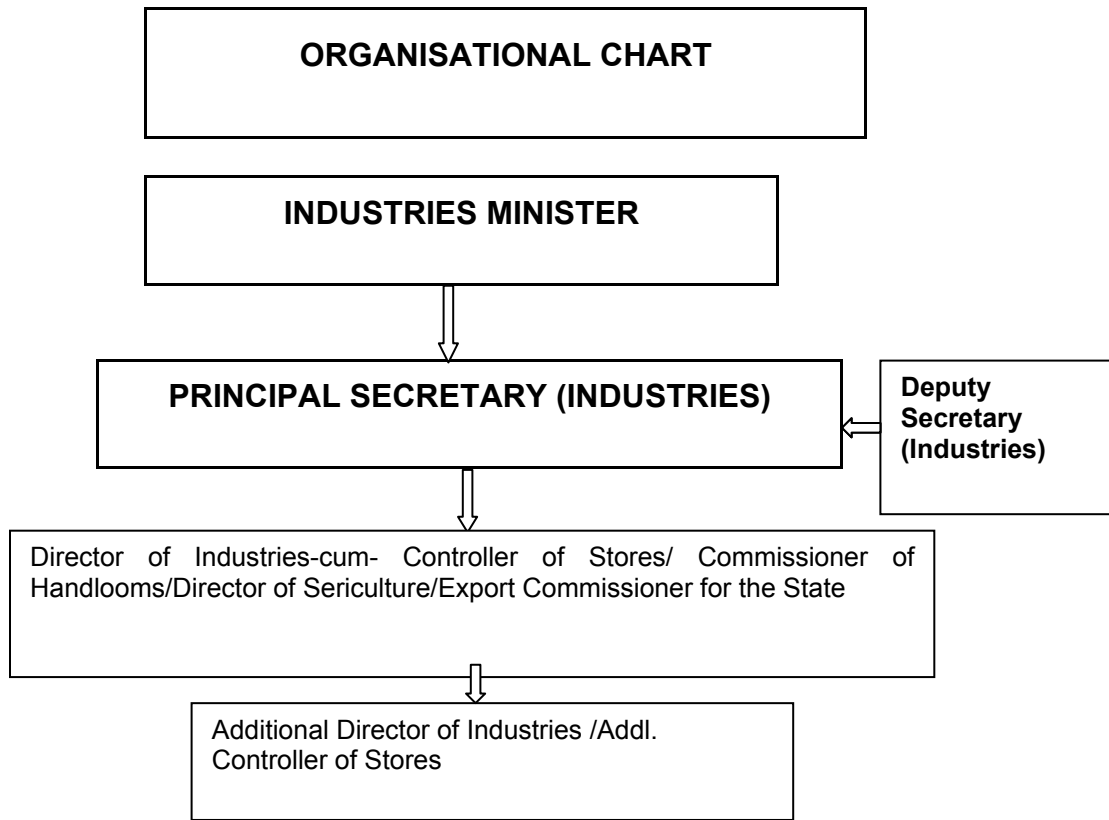 ORGANISATIONAL CHART
INDUSTRIES MINISTER
PRINCIPAL SECRETARY (INDUSTRIES)
Deputy
Secretary
(Industries)
Director of Industries-cum- Controller of Stores/ Commissioner of
Handlooms/Director of Sericulture/Export Commissioner for the State
Additional Director of Industries /Addl.
Controller of Stores